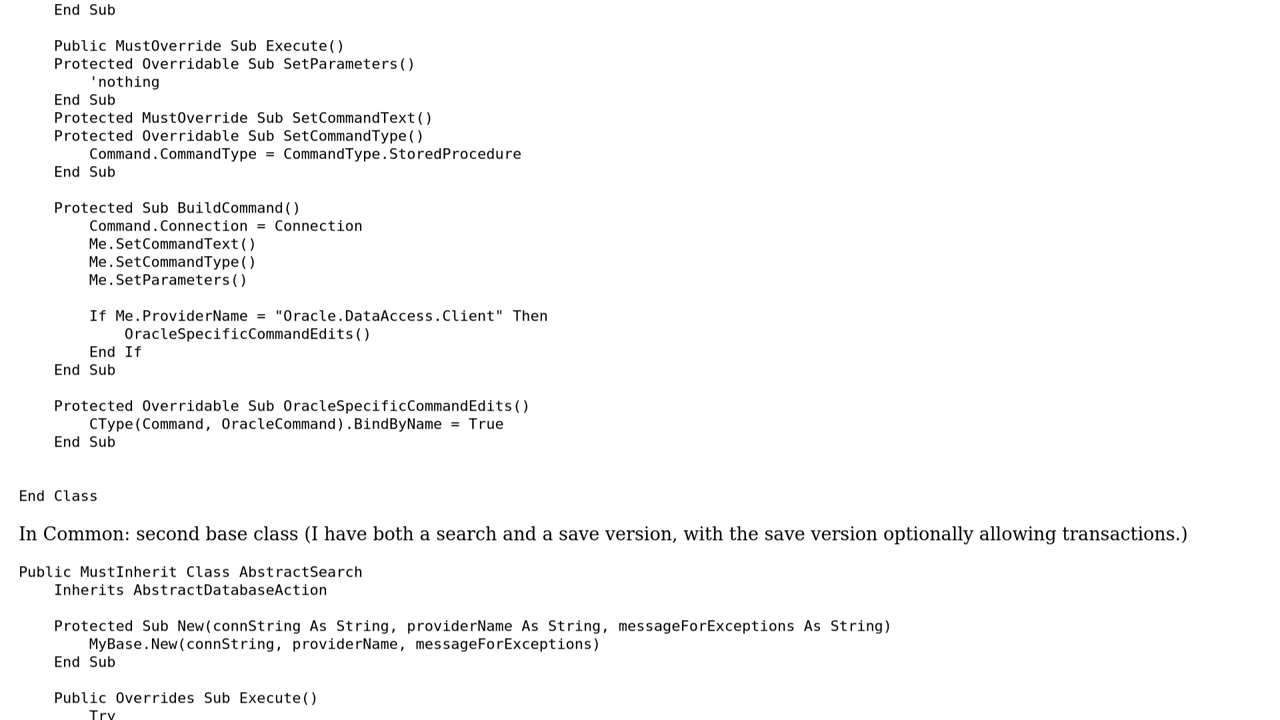 End Sub

    Public MustOverride Sub Execute()
    Protected Overridable Sub SetParameters()
        'nothing
    End Sub
    Protected MustOverride Sub SetCommandText()
    Protected Overridable Sub SetCommandType()
        Command.CommandType = CommandType.StoredProcedure
    End Sub

    Protected Sub BuildCommand()
        Command.Connection = Connection
        Me.SetCommandText()
        Me.SetCommandType()
        Me.SetParameters()

        If Me.ProviderName = "Oracle.DataAccess.Client" Then
            OracleSpecificCommandEdits()
        End If
    End Sub

    Protected Overridable Sub OracleSpecificCommandEdits()
        CType(Command, OracleCommand).BindByName = True
    End Sub


End Class
In Common: second base class (I have both a search and a save version, with the save version optionally allowing transactions.)
Public MustInherit Class AbstractSearch
    Inherits AbstractDatabaseAction

    Protected Sub New(connString As String, providerName As String, messageForExceptions As String)
        MyBase.New(connString, providerName, messageForExceptions)
    End Sub

    Public Overrides Sub Execute()
        Try